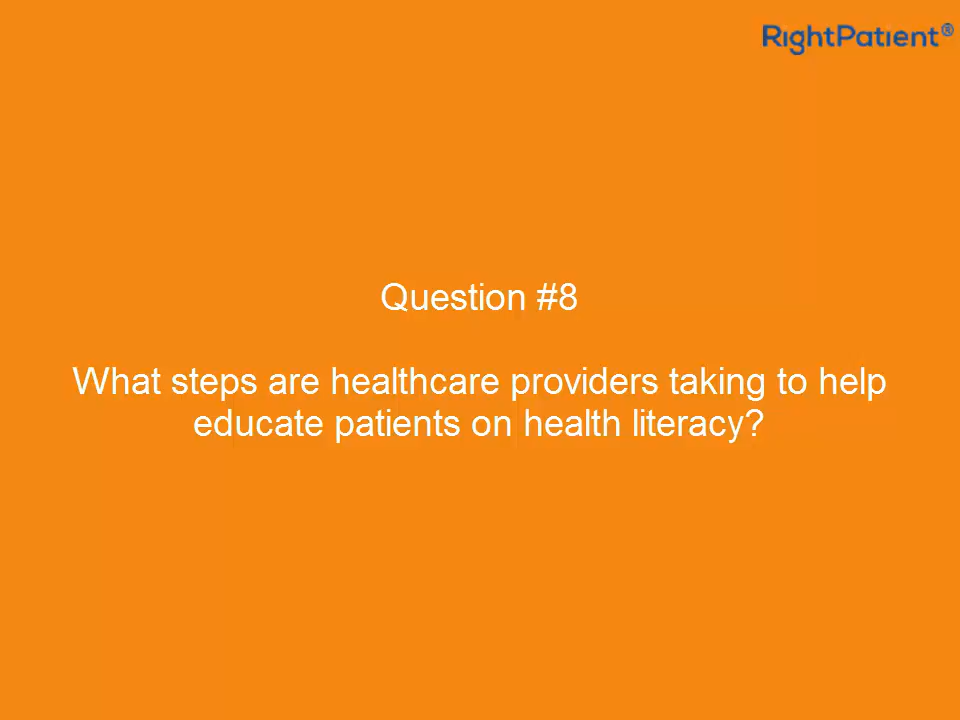 RightPatient®
Question #8
What steps are healthcare providers taking to help
educate patients on health literacy?